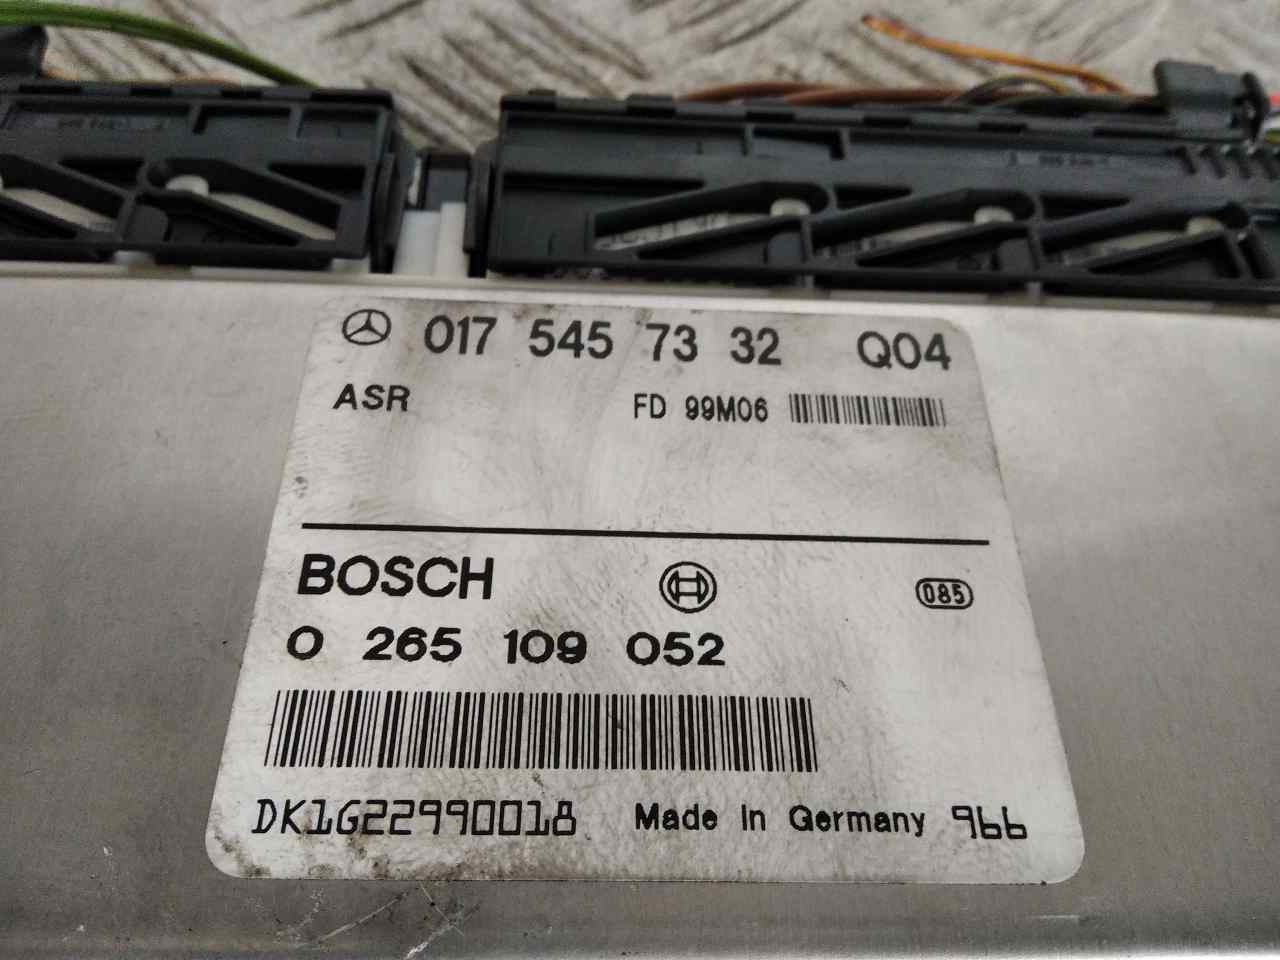 017 545 73 32 Q04
ASR FD 99M06
BOSCH 085
0 265 109 052
DK1G22990018 Made in Germany 966